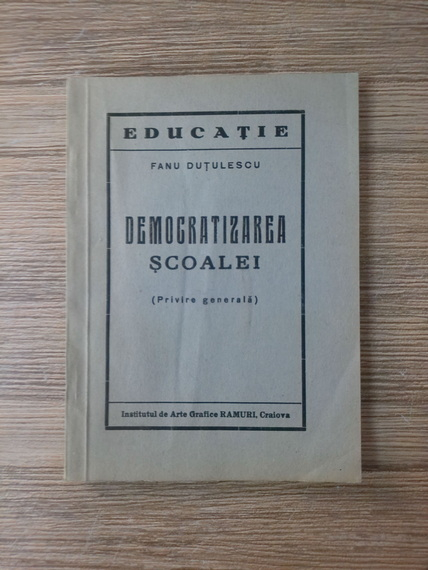 EDUCAȚIE
FANU DUȚULESCU
DEMOCRATIZAREA
ȘCOALEI
(Privire generală)
Institutul de Arte Grafice RAMURI, Craiova